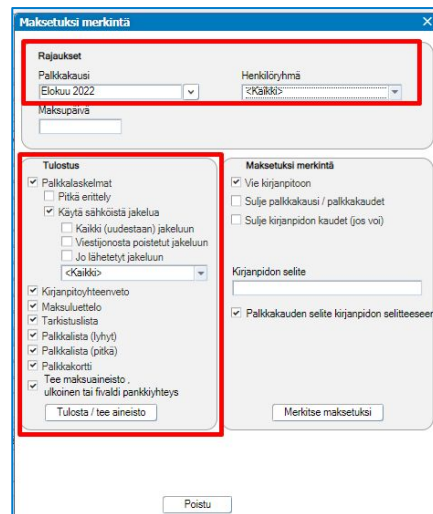 Maksetuksi merkintä
Rajaukset
Palkkakausi
Henkilöryhmä
Elokuu 2022
<Kaikki>
Maksupäivä
Tulostus
Palkkalaskelmat
Pitkä erittely
Käytä sähköistä jakelua
Kaikki (uudestaan) jakeluun
Viestijonosta poistetut jakeluun
Jo lähetetyt jakeluun
<Kaikki>
Kirjanpitoyhteenveto
Maksuluettelo
Tarkistuslista
Palkkalista (lyhyt)
Palkkalista (pitkä)
Palkkakortti
Tee maksuaineisto ,
ulkoinen tai fivaldi pankkiyhteys
Tulosta / tee aineisto
Maksetuksi merkintä
Vie kirjanpitoon
Sulje palkkakausi / palkkakaudet
Sulje kirjanpidon kaudet (jos voi)
Kirjanpidon selite
Palkkakauden selite kirjanpidon selitteeseen
Merkitse maksetuksi
Poistu